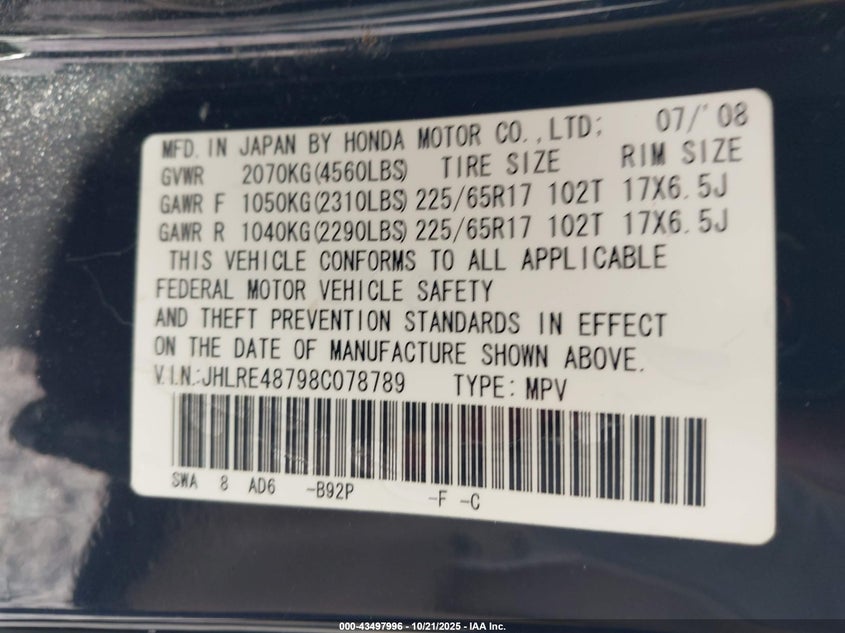 MFD. IN JAPAN BY HONDA MOTOR CO.,LTD; 07/'08
GVWR 2070KG(4560LBS) TIRE SIZE RIM SIZE
GAWR F 1050KG(2310LBS) 225/65R17 102T 17X6.5J
GAWR R 1040KG(2290LBS) 225/65R17 102T 17X6.5J
THIS VEHICLE CONFORMS TO ALL APPLICABLE
FEDERAL MOTOR VEHICLE SAFETY
AND THEFT PREVENTION STANDARDS IN EFFECT
ON THE DATE OF MANUFACTURE SHOWN ABOVE.
V.I.N.:JHLRE48798C078789 TYPE: MPV
SWA 8 AD6 -B92P -F -C
000-43497996 - 10/21/2025 - IAA Inc.